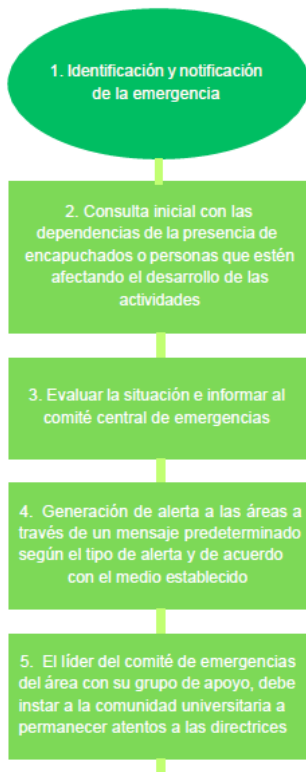 1. Identificación y notificación
de la emergencia
2. Consulta inicial con las
dependencias de la presencia de
encapuchados o personas que estén
afectando el desarrollo de las
actividades
3. Evaluar la situación e informar al
comité central de emergencias
4. Generación de alerta a las áreas a
través de un mensaje predeterminado
según el tipo de alerta y de acuerdo
con el medio establecido
5. El líder del comité de emergencias
del área con su grupo de apoyo, debe
instar a la comunidad universitaria a
permanecer atentos a las directrices